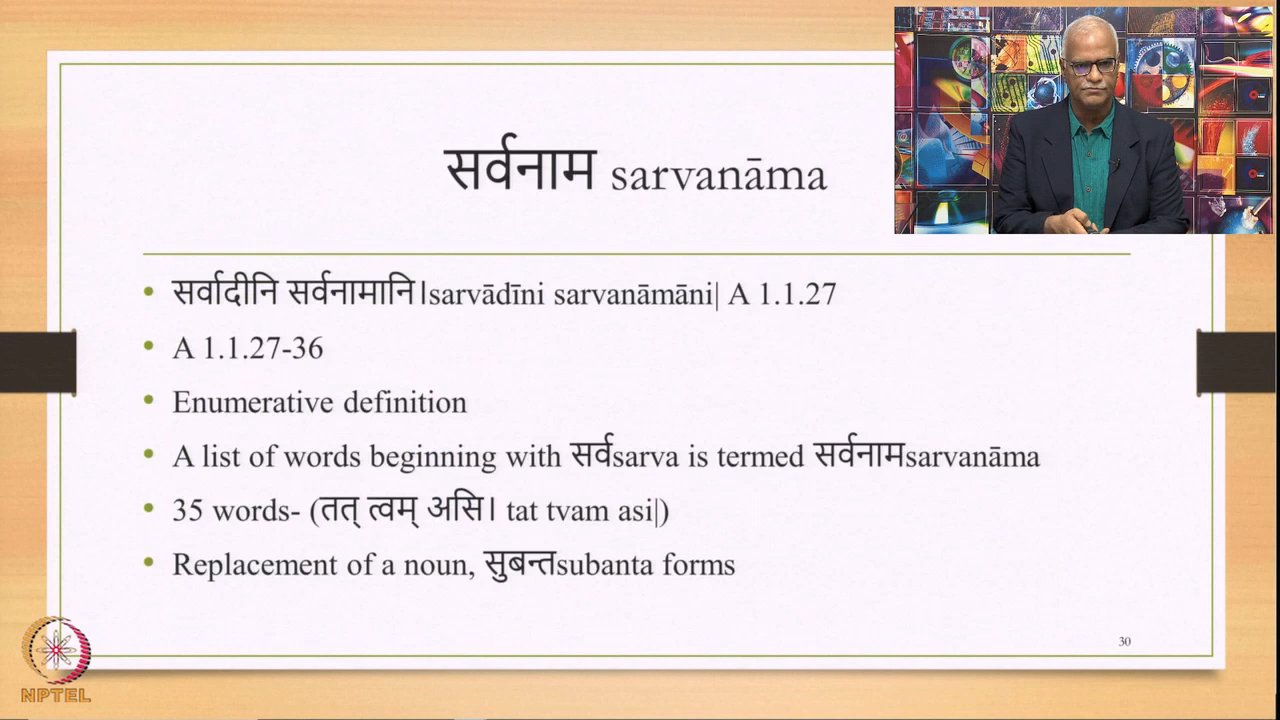 सर्वनाम sarvanāma
• सर्वादीनि सर्वनामानि।sarvādīni sarvanāmāni| A 1.1.27
• A 1.1.27-36
• Enumerative definition
• A list of words beginning with सर्वsarva is termed सर्वनामsarvanāma
• 35 words- (तत् त्वम् असि। tat tvam asi|)
• Replacement of a noun, सुबन्तsubanta forms
30
NPTEL